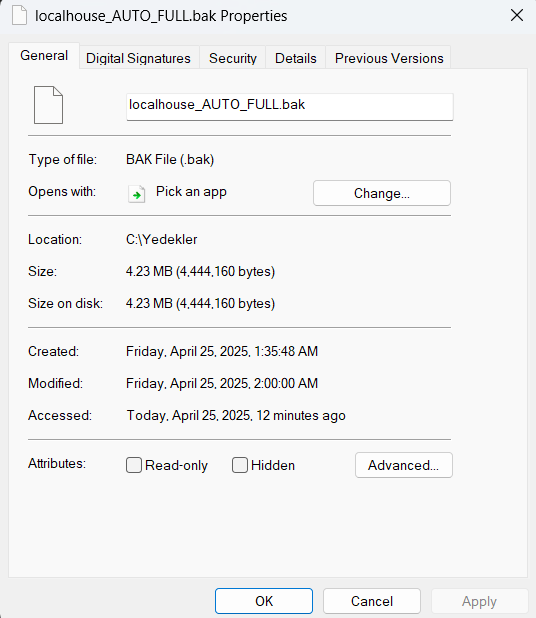 localhouse_AUTO_FULL.bak Properties
General Digital Signatures Security Details Previous Versions
localhouse_AUTO_FULL.bak
Type of file: BAK File (.bak)
Opens with: Pick an app Change...
Location: C:\Yedekler
Size: 4.23 MB (4,444,160 bytes)
Size on disk: 4.23 MB (4,444,160 bytes)
Created: Friday, April 25, 2025, 1:35:48 AM
Modified: Friday, April 25, 2025, 2:00:00 AM
Accessed: Today, April 25, 2025, 12 minutes ago
Attributes: Read-only Hidden Advanced...
OK Cancel Apply